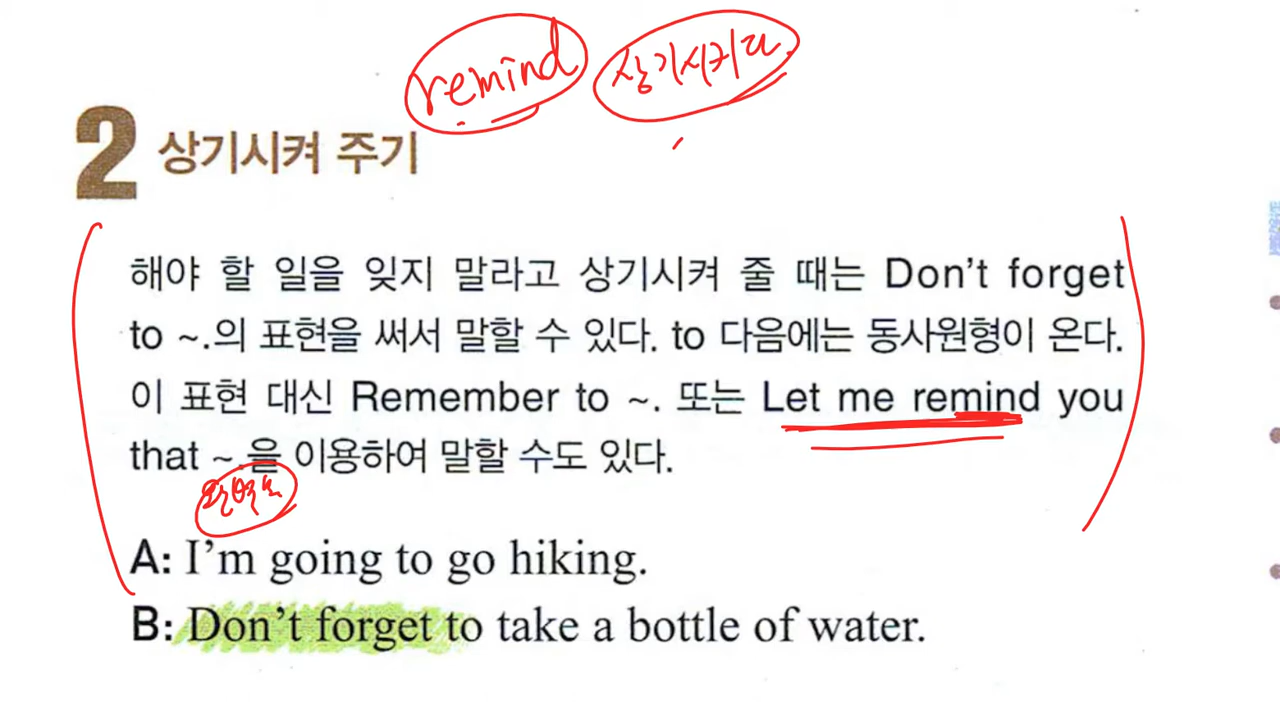 remind 상기시키다
2 상기시켜 주기
해야 할 일을 잊지 말라고 상기시켜 줄 때는 Don't forget
to ~.의 표현을 써서 말할 수 있다. to 다음에는 동사원형이 온다.
이 표현 대신 Remember to ~. 또는 Let me remind you
that ~.을 이용하여 말할 수도 있다.
A: I'm going to go hiking.
B: Don't forget to take a bottle of water.